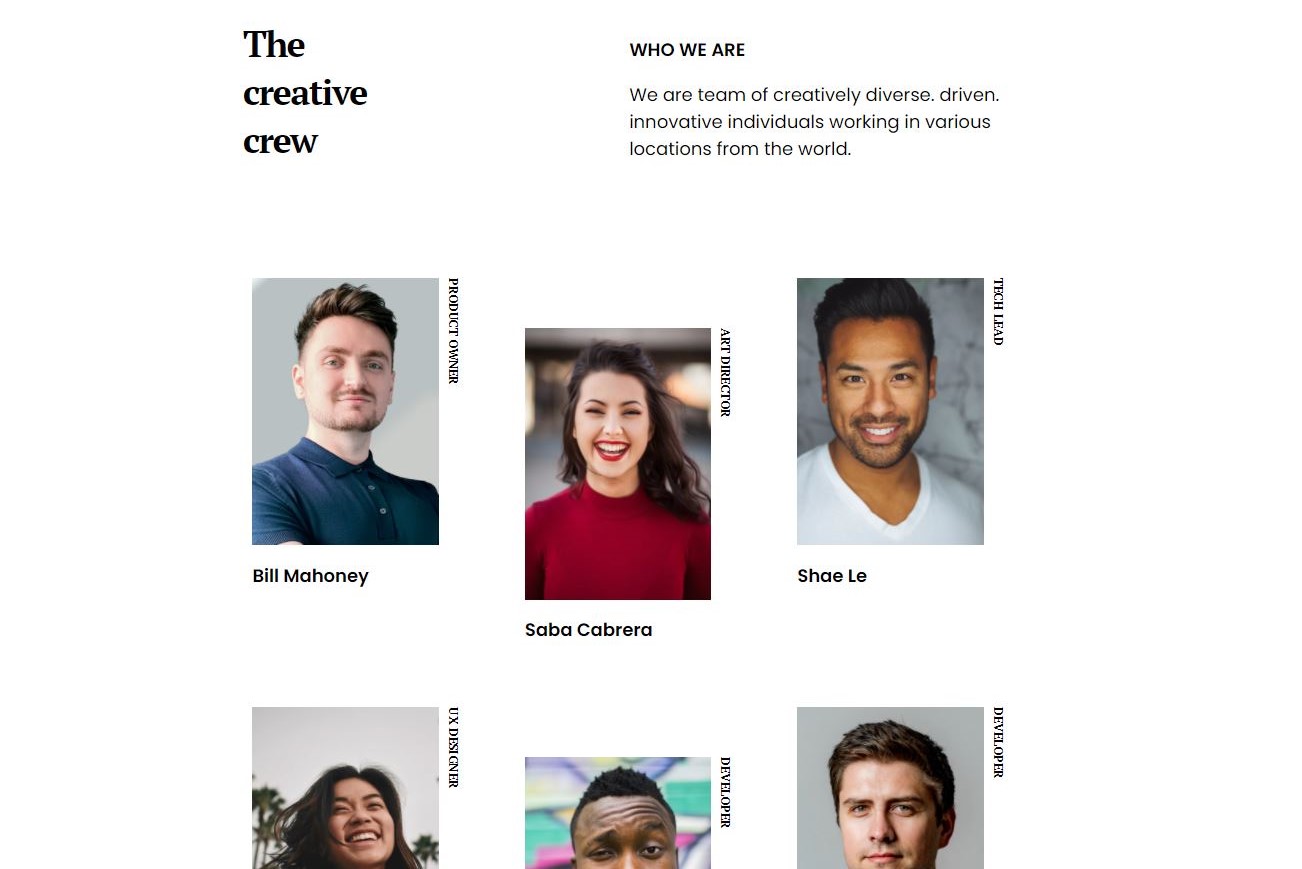 The
creative
crew
WHO WE ARE
We are team of creatively diverse. driven.
innovative individuals working in various
locations from the world.
PRODUCT OWNER
Bill Mahoney
ART DIRECTOR
Saba Cabrera
TECH LEAD
Shae Le
UX DESIGNER
DEVELOPER
DEVELOPER